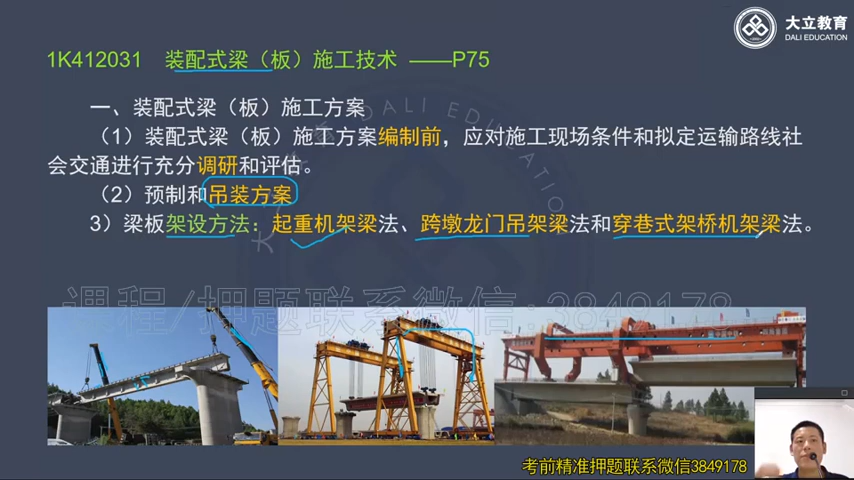 大立教育
DALI EDUCATION
1K412031 装配式梁（板）施工技术 ——P75
一、装配式梁（板）施工方案
（1）装配式梁（板）施工方案编制前，应对施工现场条件和拟定运输路线社
会交通进行充分调研和评估。
（2）预制和吊装方案
3）梁板架设方法：起重机架梁法、跨墩龙门吊架梁法和穿巷式架桥机架梁法。
课程/押题联系微信:3849178
考前精准押题联系微信3849178